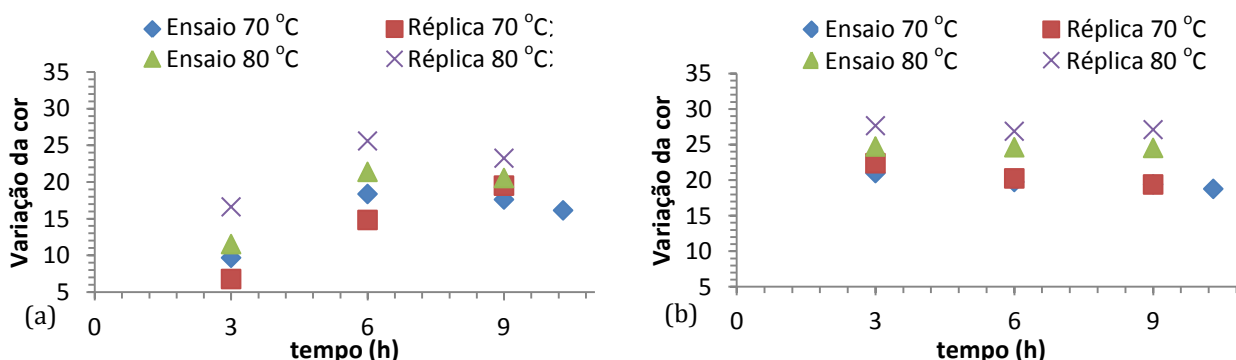 Ensaio 70 °C Réplica 70 °C;
Ensaio 80 °C Réplica 80 °C;
35
30
25
20
15
10
5
Variação da cor
0 3 6 9
tempo (h)
(a)
Ensaio 70 °C Réplica 70 °C
Ensaio 80 °C Réplica 80 °C
35
30
25
20
15
10
5
Variação da cor
0 3 6 9
tempo (h)
(b)